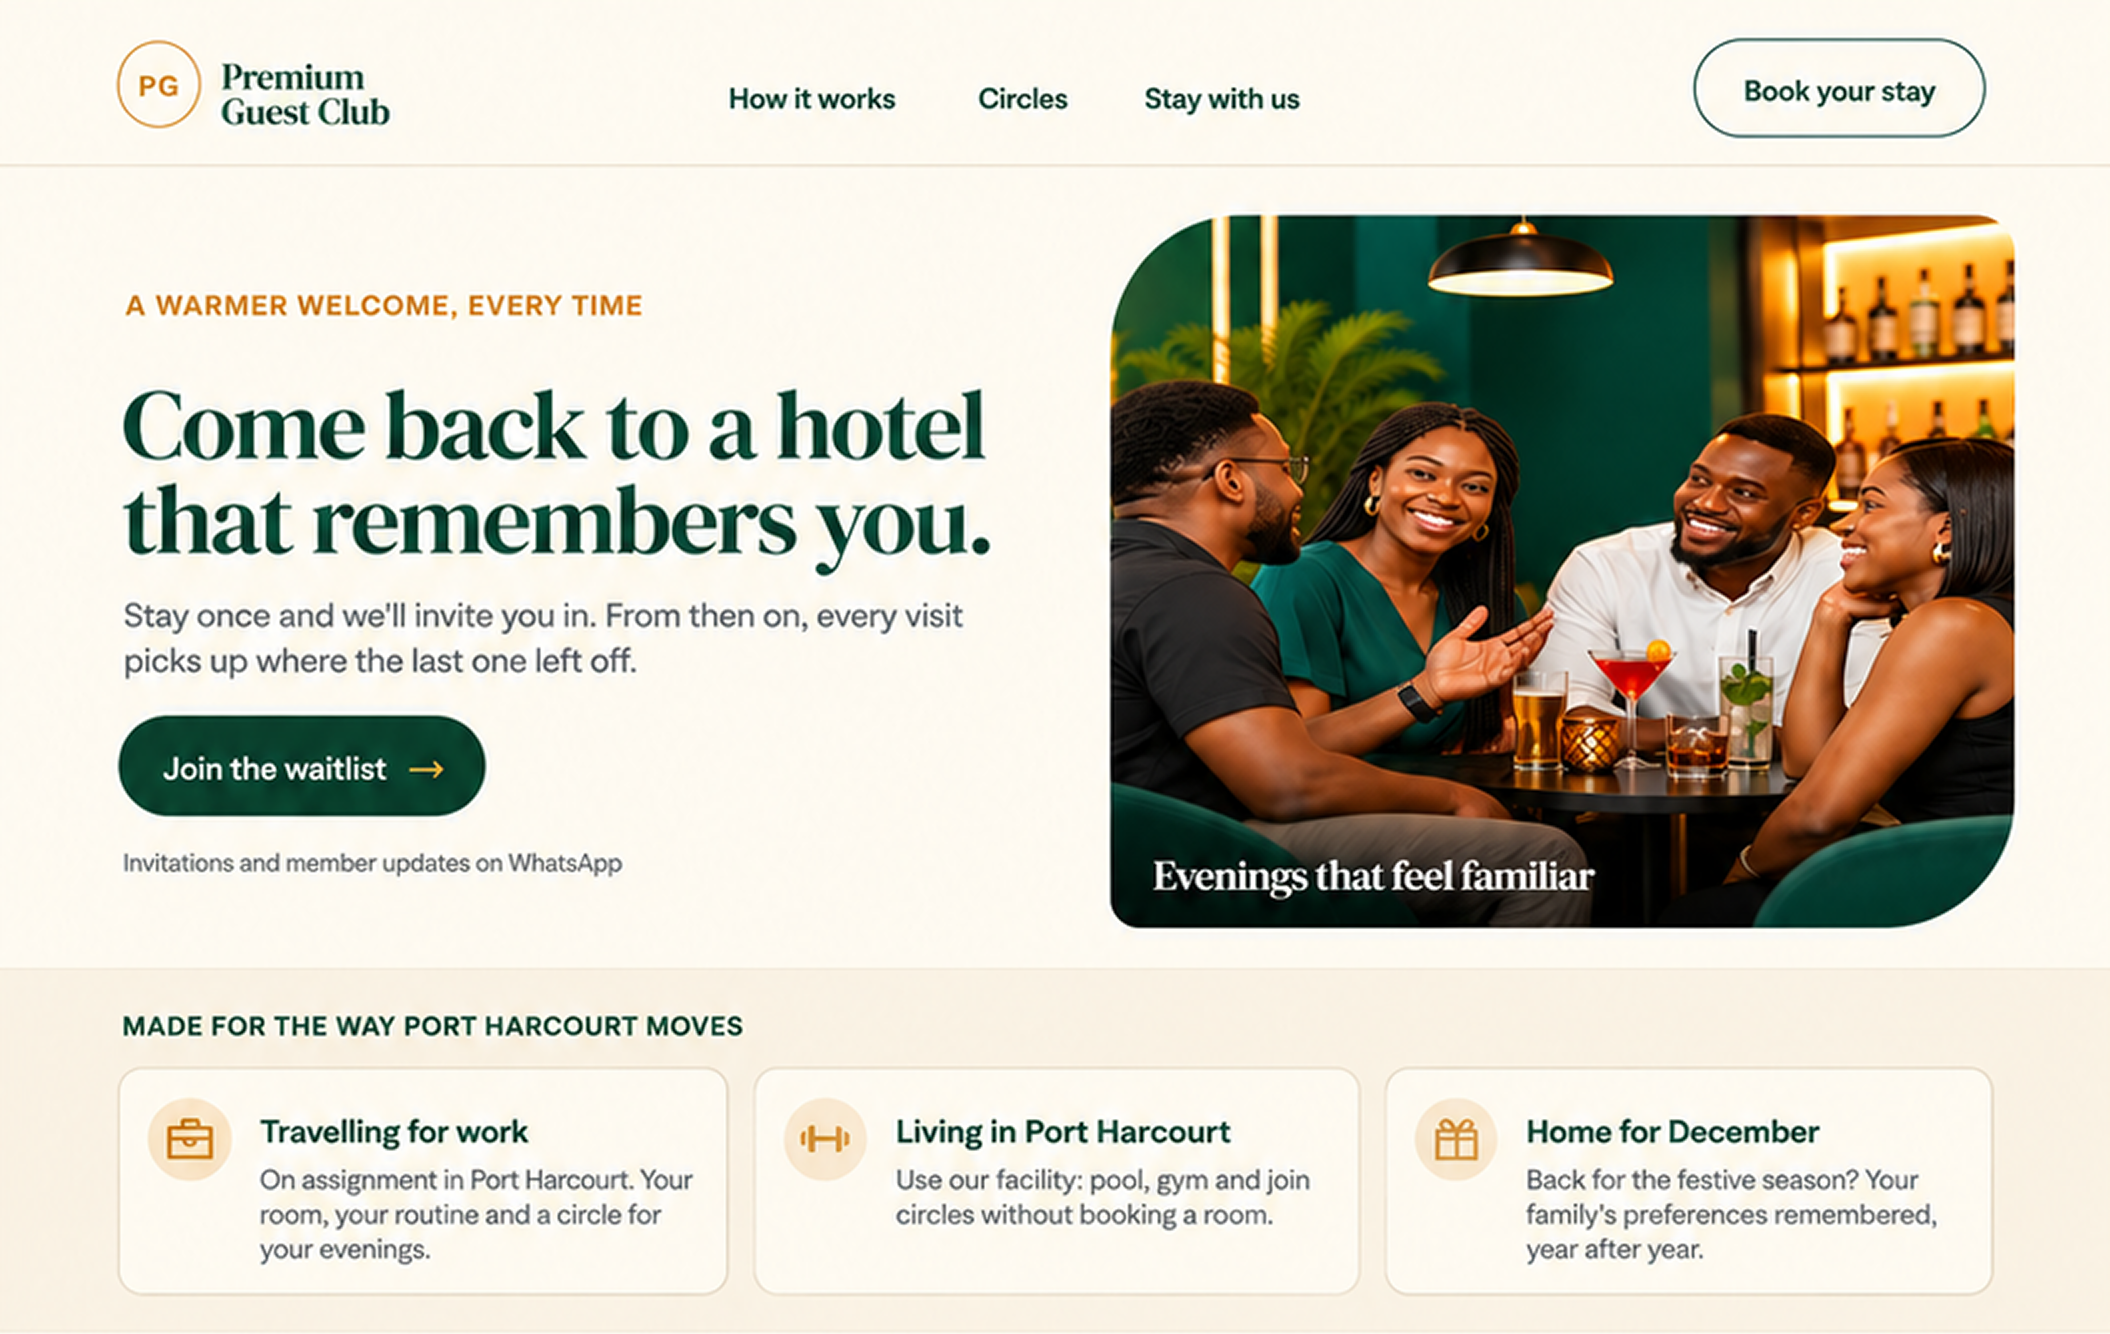 PG
Premium
Guest Club
How it works
Circles
Stay with us
Book your stay
A WARMER WELCOME, EVERY TIME
Come back to a hotel
that remembers you.
Stay once and we'll invite you in. From then on, every visit
picks up where the last one left off.
Join the waitlist →
Invitations and member updates on WhatsApp
Evenings that feel familiar
MADE FOR THE WAY PORT HARCOURT MOVES
Travelling for work
On assignment in Port Harcourt. Your
room, your routine and a circle for
your evenings.
Living in Port Harcourt
Use our facility: pool, gym and join
circles without booking a room.
Home for December
Back for the festive season? Your
family's preferences remembered,
year after year.